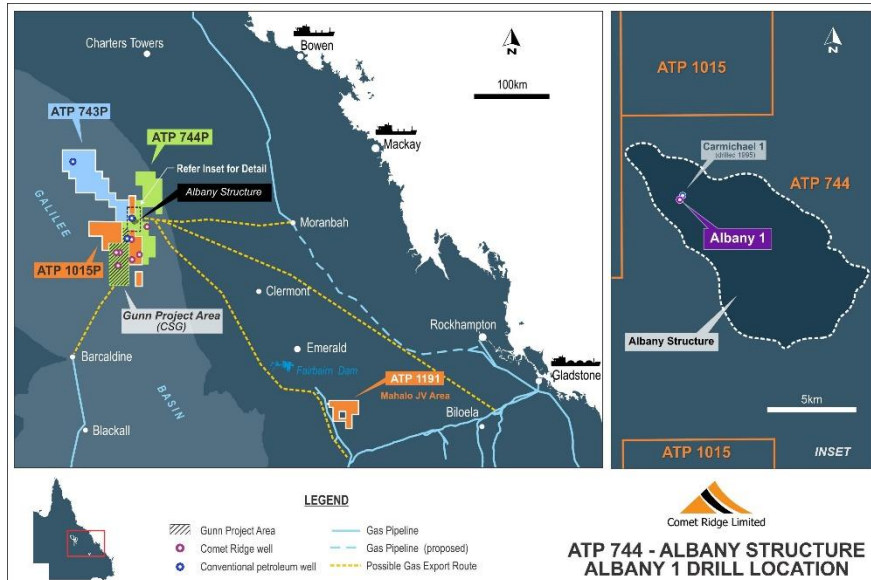 Charters Towers
Bowen
100km
ATP 743P
ATP 744P
Mackay
Refer Inset for Detail
Albany Structure
GALILEE
Moranbah
ATP 1015P
Clermont
Gunn Project Area
(CSG)
Rockhampton
Barcaldine
Emerald
Gladstone
Fairbairn Dam
ATP 1191
Mahalo JV Area
BASIN
Biloela
Blackall
N
ATP 1015
Carmichael 1
(drilled 1995)
ATP 744
Albany 1
Albany Structure
5km
ATP 1015
INSET
N
LEGEND
Gunn Project Area
Comet Ridge well
Conventional petroleum well
Gas Pipeline
Gas Pipeline (proposed)
Possible Gas Export Route
Comet Ridge Limited
ATP 744 - ALBANY STRUCTURE
ALBANY 1 DRILL LOCATION